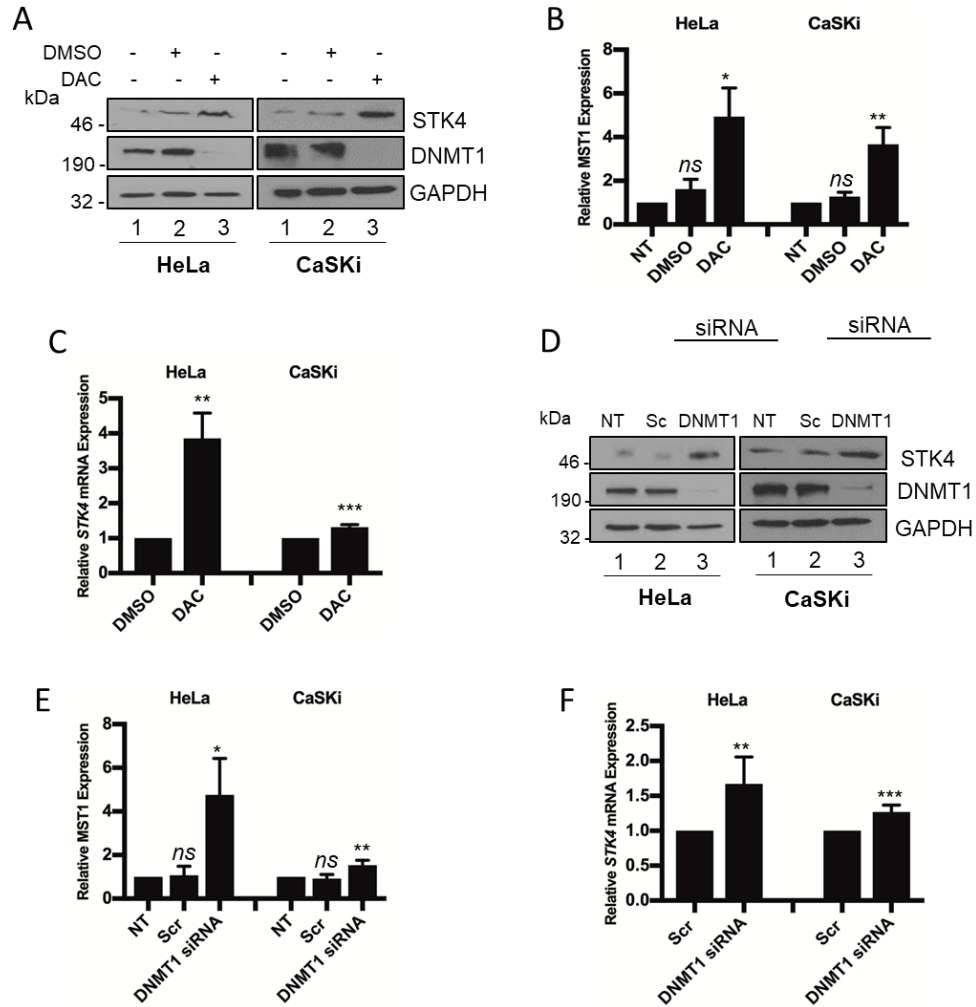 A
DMSO - + - - + -
DAC - - + - - +
kDa
46 - STK4
190 - DNMT1
32 - GAPDH
1 2 3 1 2 3
HeLa CaSKi
B
HeLa CaSKi
Relative MST1 Expression
8
6
4
2
0
ns * ns **
NT DMSO DAC NT DMSO DAC
C
HeLa CaSKi
Relative STK4 mRNA Expression
5
4
3
2
1
0
** ***
DMSO DAC DMSO DAC
D
siRNA siRNA
kDa NT Sc DNMT1 NT Sc DNMT1
46 - STK4
190 - DNMT1
32 - GAPDH
1 2 3 1 2 3
HeLa CaSKi
E
HeLa CaSKi
Relative MST1 Expression
8
6
4
2
0
ns * ns **
NT Scr DNMT1 siRNA NT Scr DNMT1 siRNA
F
HeLa CaSKi
Relative STK4 mRNA Expression
2.5
2.0
1.5
1.0
0.5
0.0
** ***
Scr DNMT1 siRNA Scr DNMT1 siRNA